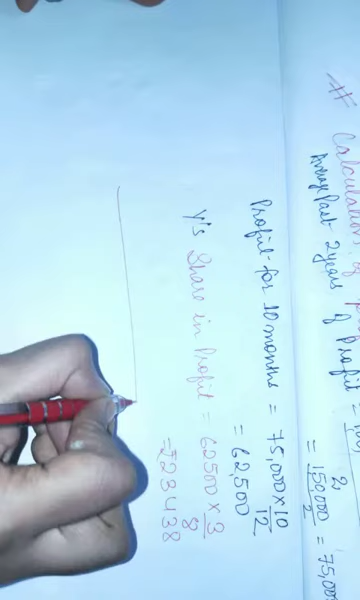 # Calculation: of
Average Past 2 years of Profit =
= 150000/2 = 75,000
Profit for 10 months = 75,000 × 10/12
= 62,500
Y's Share in Profit = 62500 × 3/8
= ₹23438